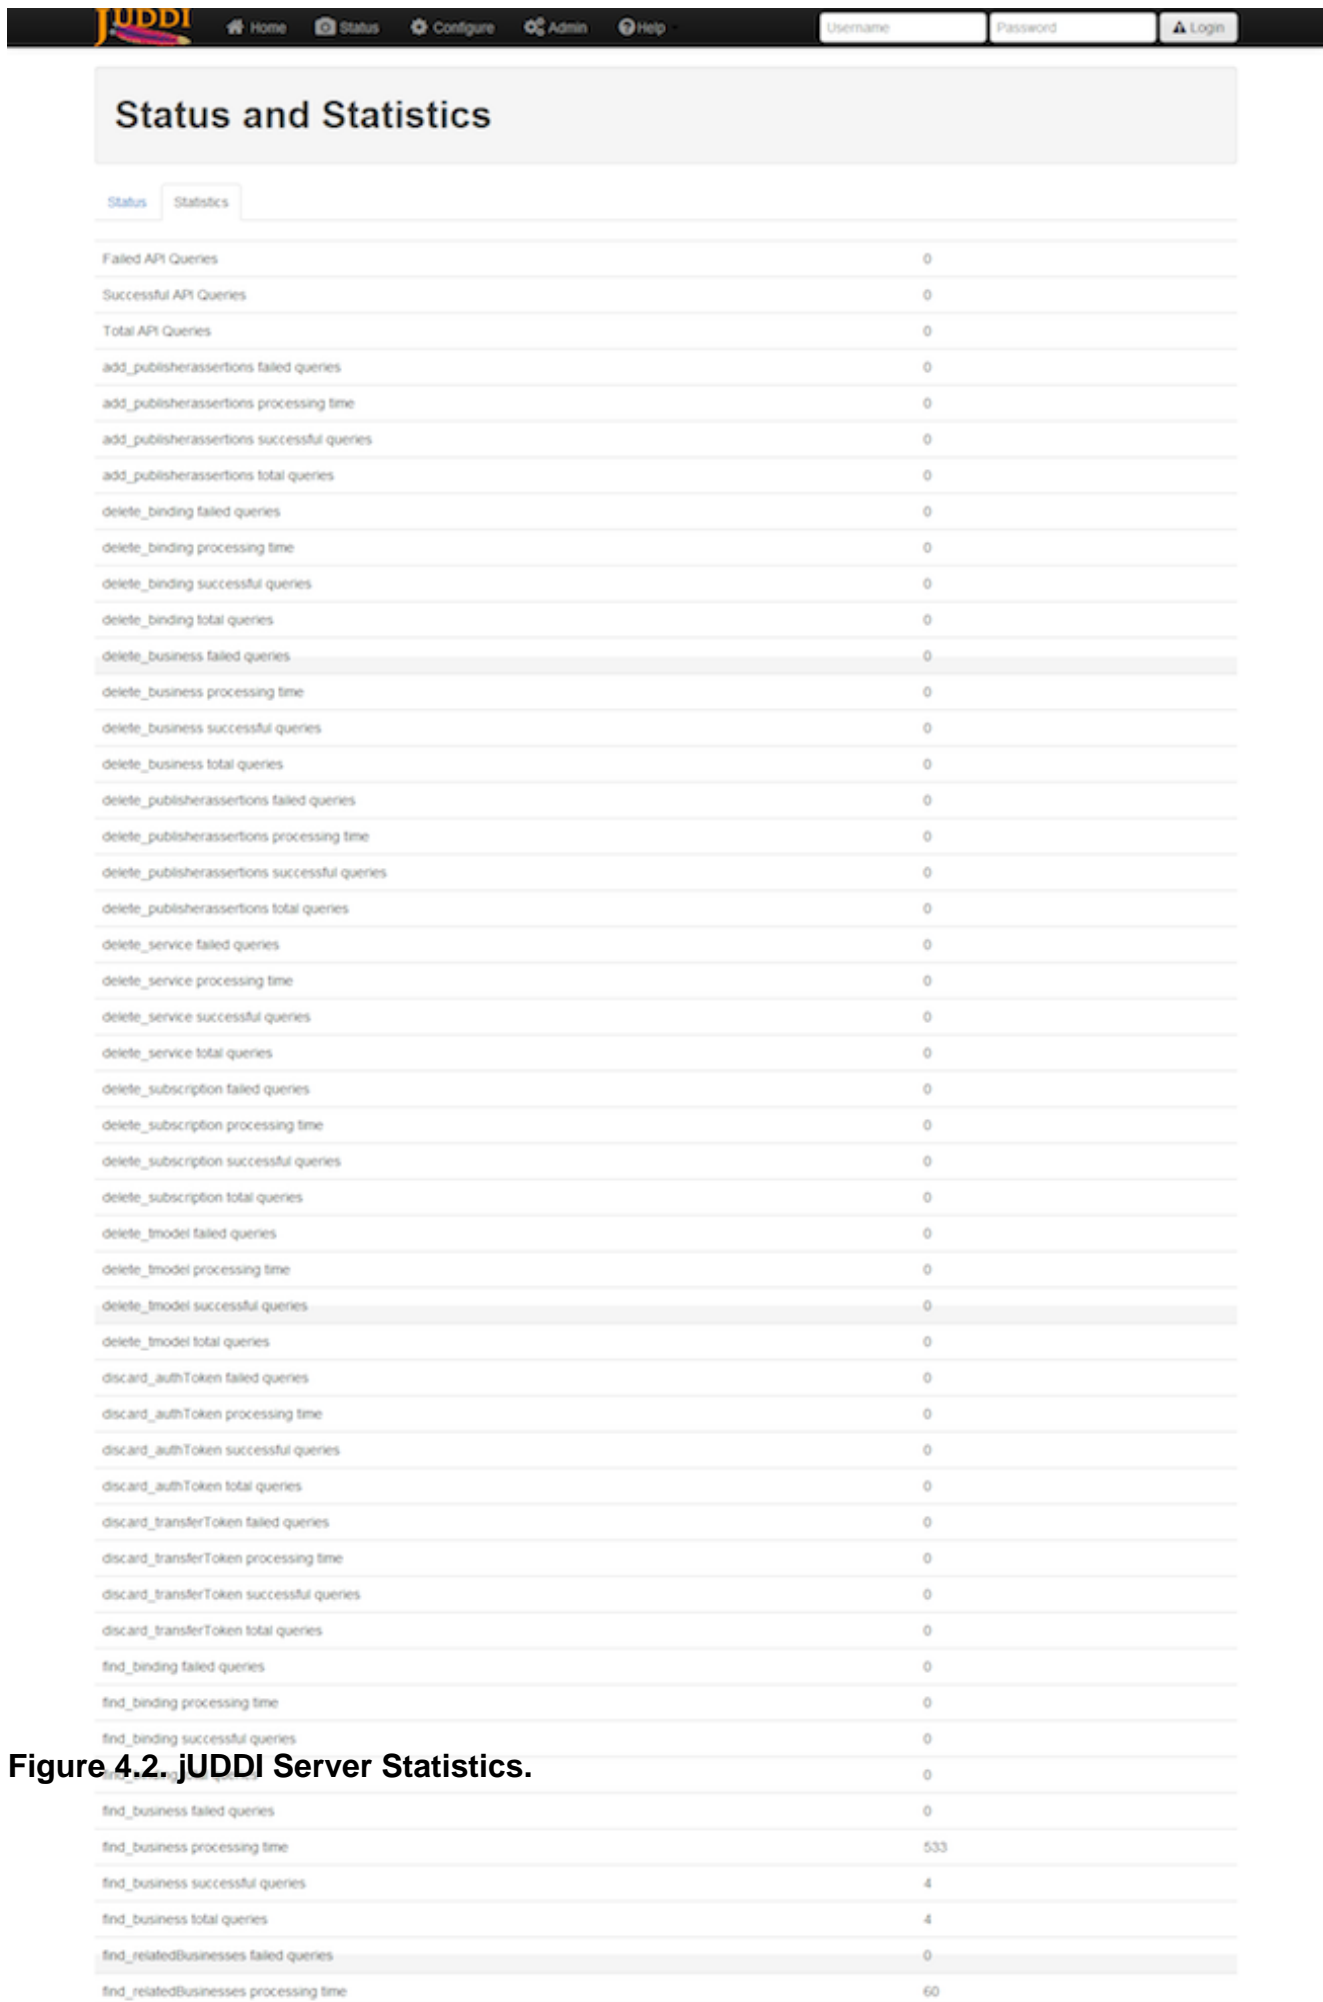 jUDDI Home Status Configure Admin Help Username Password Login
Status and Statistics
Status Statistics
Failed API Queries 0
Successful API Queries 0
Total API Queries 0
add_publisherassertions failed queries 0
add_publisherassertions processing time 0
add_publisherassertions successful queries 0
add_publisherassertions total queries 0
delete_binding failed queries 0
delete_binding processing time 0
delete_binding successful queries 0
delete_binding total queries 0
delete_business failed queries 0
delete_business processing time 0
delete_business successful queries 0
delete_business total queries 0
delete_publisherassertions failed queries 0
delete_publisherassertions processing time 0
delete_publisherassertions successful queries 0
delete_publisherassertions total queries 0
delete_service failed queries 0
delete_service processing time 0
delete_service successful queries 0
delete_service total queries 0
delete_subscription failed queries 0
delete_subscription processing time 0
delete_subscription successful queries 0
delete_subscription total queries 0
delete_tmodel failed queries 0
delete_tmodel processing time 0
delete_tmodel successful queries 0
delete_tmodel total queries 0
discard_authToken failed queries 0
discard_authToken processing time 0
discard_authToken successful queries 0
discard_authToken total queries 0
discard_transferToken failed queries 0
discard_transferToken processing time 0
discard_transferToken successful queries 0
discard_transferToken total queries 0
find_binding failed queries 0
find_binding processing time 0
find_binding successful queries 0
Figure 4.2. jUDDI Server Statistics.
find_binding total queries 0
find_business failed queries 0
find_business processing time 533
find_business successful queries 4
find_business total queries 4
find_relatedBusinesses failed queries 0
find_relatedBusinesses processing time 60